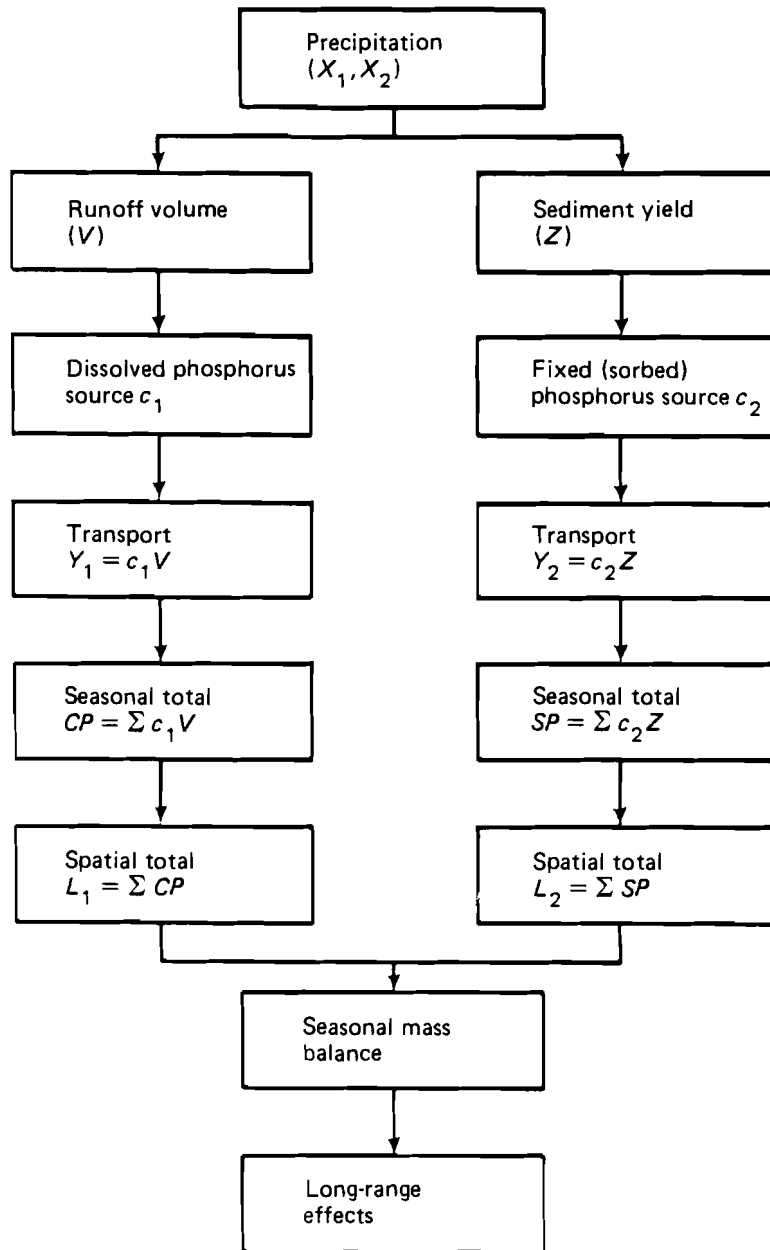 Precipitation
(X₁, X₂)
Runoff volume
(V)
Sediment yield
(Z)
Dissolved phosphorus
source c₁
Fixed (sorbed)
phosphorus source c₂
Transport
Y₁ = c₁V
Transport
Y₂ = c₂Z
Seasonal total
CP = Σ c₁V
Seasonal total
SP = Σ c₂Z
Spatial total
L₁ = Σ CP
Spatial total
L₂ = Σ SP
Seasonal mass
balance
Long-range
effects